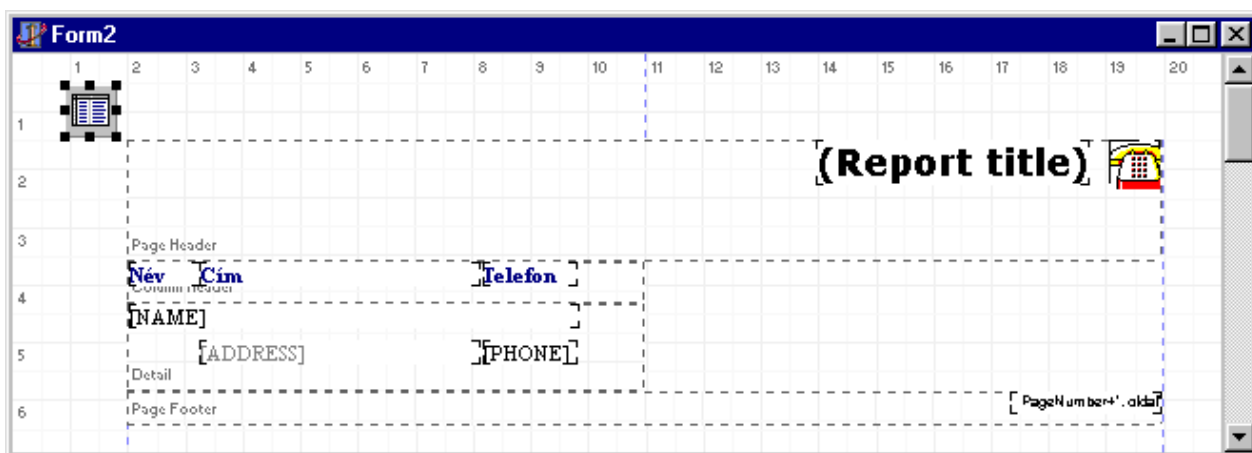 Form2
1 2 3 4 5 6 7 8 9 10 11 12 13 14 15 16 17 18 19 20
1
(Report title)
2
3
Page Header
Név Cím Telefon
Column Header
4
[NAME]
5
[ADDRESS] [PHONE]
Detail
6
Page Footer
PageNumber+'. oldal